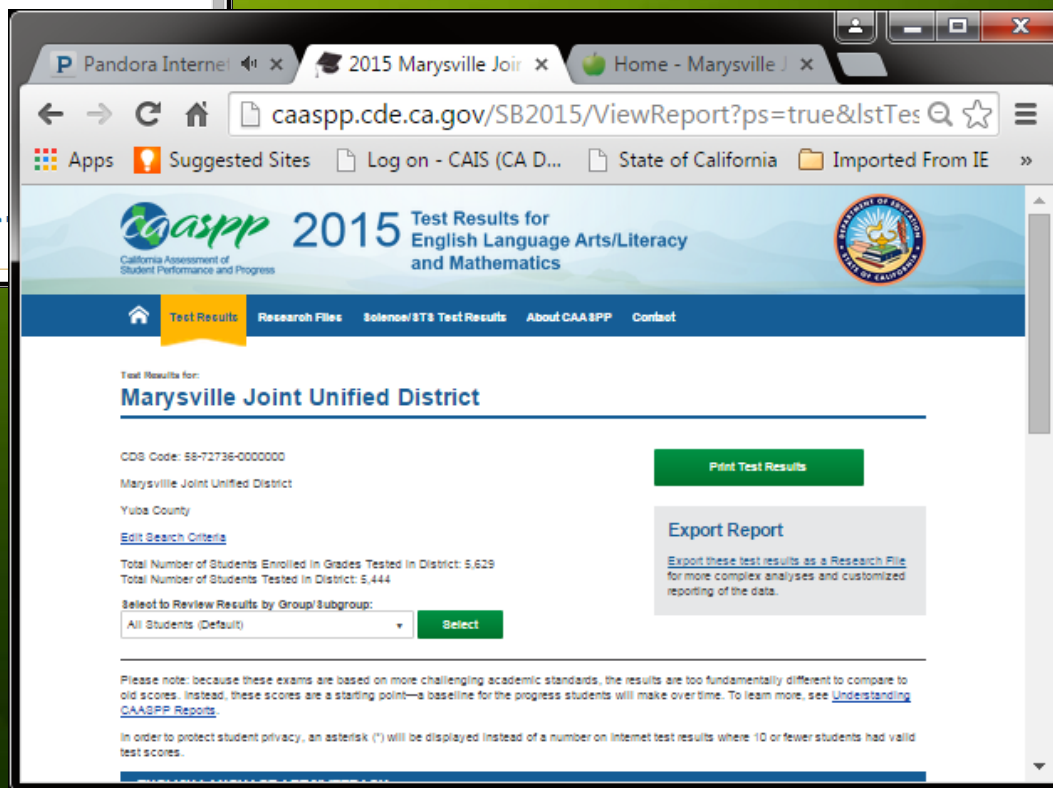 Pandora Internet
2015 Marysville Join
Home - Marysville J
caaspp.cde.ca.gov/SB2015/ViewReport?ps=true&lstTes
Apps Suggested Sites Log on - CAIS (CA D... State of California Imported From IE »
caaspp
California Assessment of
Student Performance and Progress
2015
Test Results for
English Language Arts/Literacy
and Mathematics
DEPARTMENT OF EDUCATION
STATE OF CALIFORNIA
Test Results Research Files Science/STS Test Results About CAASPP Contact
Test Results for:
Marysville Joint Unified District
CDS Code: 58-72736-0000000
Marysville Joint Unified District
Yuba County
Edit Search Criteria
Total Number of Students Enrolled in Grades Tested in District: 5,629
Total Number of Students Tested in District: 5,444
Select to Review Results by Group/Subgroup:
All Students (Default)
Select
Print Test Results
Export Report
Export these test results as a Research File
for more complex analyses and customized
reporting of the data.
Please note: because these exams are based on more challenging academic standards, the results are too fundamentally different to compare to
old scores. Instead, these scores are a starting point—a baseline for the progress students will make over time. To learn more, see Understanding
CAASPP Reports.
In order to protect student privacy, an asterisk (*) will be displayed instead of a number on Internet test results where 10 or fewer students had valid
test scores.